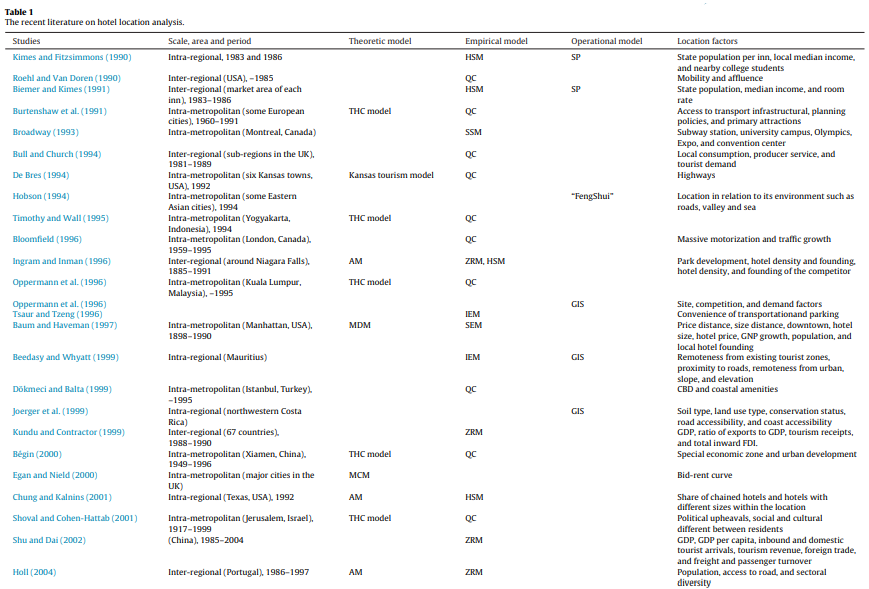 Table 1
The recent literature on hotel location analysis.
Studies Scale, area and period Theoretic model Empirical model Operational model Location factors
Kimes and Fitzsimmons (1990) Intra-regional, 1983 and 1986 HSM SP State population per inn, local median income,
and nearby college students
Roehl and Van Doren (1990) Inter-regional (USA), –1985 QC Mobility and affluence
Biemer and Kimes (1991) Inter-regional (market area of each HSM SP State population, median income, and room
inn), 1983–1986 rate
Burtenshaw et al. (1991) Intra-metropolitan (some European THC model QC Access to transport infrastructural, planning
cities), 1960–1991 policies, and primary attractions
Broadway (1993) Intra-metropolitan (Montreal, Canada) SSM Subway station, university campus, Olympics,
Expo, and convention center
Bull and Church (1994) Inter-regional (sub-regions in the UK), QC Local consumption, producer service, and
1981–1989 tourist demand
De Bres (1994) Intra-metropolitan (six Kansas towns, Kansas tourism model QC Highways
USA), 1992
Hobson (1994) Intra-metropolitan (some Eastern "FengShui" Location in relation to its environment such as
Asian cities), 1994 roads, valley and sea
Timothy and Wall (1995) Intra-metropolitan (Yogyakarta, THC model QC
Indonesia), 1994
Bloomfield (1996) Intra-metropolitan (London, Canada), QC Massive motorization and traffic growth
1959–1995
Ingram and Inman (1996) Inter-regional (around Niagara Falls), AM ZRM, HSM Park development, hotel density and founding,
1885–1991 hotel density, and founding of the competitor
Oppermann et al. (1996) Intra-metropolitan (Kuala Lumpur, THC model QC
Malaysia), –1995
Oppermann et al. (1996) GIS Site, competition, and demand factors
Tsaur and Tzeng (1996) IEM Convenience of transportationand parking
Baum and Haveman (1997) Intra-metropolitan (Manhattan, USA), MDM SEM Price distance, size distance, downtown, hotel
1898–1990 size, hotel price, GNP growth, population, and
local hotel founding
Beedasy and Whyatt (1999) Intra-regional (Mauritius) IEM GIS Remoteness from existing tourist zones,
proximity to roads, remoteness from urban,
slope, and elevation
Dökmeci and Balta (1999) Intra-metropolitan (Istanbul, Turkey), QC CBD and coastal amenities
–1995
Joerger et al. (1999) Intra-regional (northwestern Costa GIS Soil type, land use type, conservation status,
Rica) road accessibility, and coast accessibility
Kundu and Contractor (1999) Inter-regional (67 countries), ZRM GDP, ratio of exports to GDP, tourism receipts,
1988–1990 and total inward FDI.
Bégin (2000) Intra-metropolitan (Xiamen, China), THC model QC Special economic zone and urban development
1949–1996
Egan and Nield (2000) Intra-metropolitan (major cities in the MCM Bid-rent curve
UK)
Chung and Kalnins (2001) Intra-regional (Texas, USA), 1992 AM HSM Share of chained hotels and hotels with
different sizes within the location
Shoval and Cohen-Hattab (2001) Intra-metropolitan (Jerusalem, Israel), THC model QC Political upheavals, social and cultural
1917–1999 different between residents
Shu and Dai (2002) (China), 1985–2004 ZRM GDP, GDP per capita, inbound and domestic
tourist arrivals, tourism revenue, foreign trade,
and freight and passenger turnover
Holl (2004) Inter-regional (Portugal), 1986–1997 AM ZRM Population, access to road, and sectoral
diversity